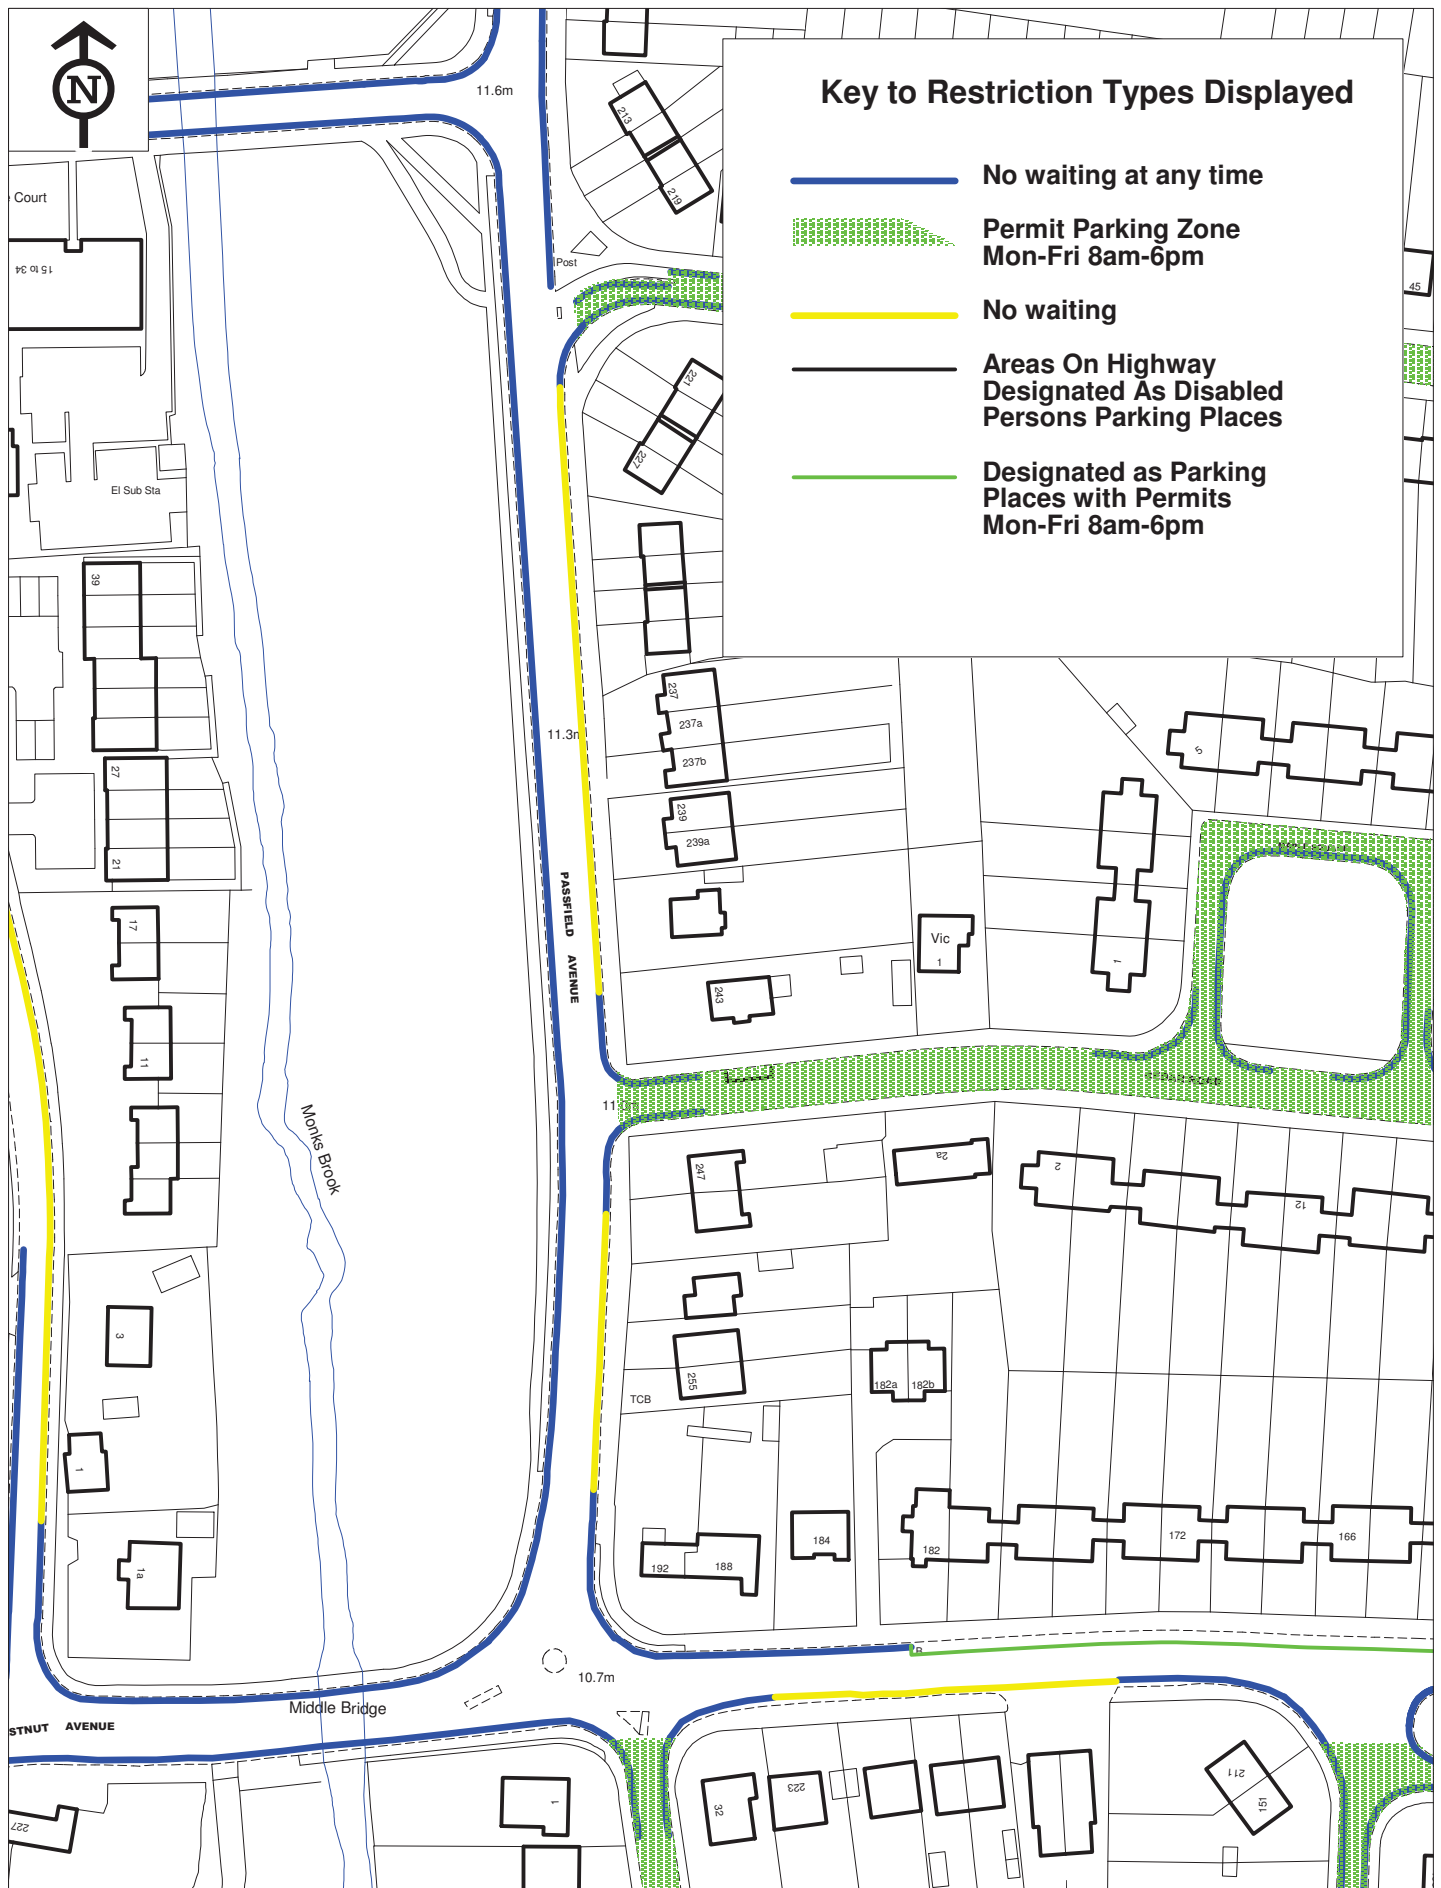 N
11.6m
Key to Restriction Types Displayed
No waiting at any time
Permit Parking Zone
Mon-Fri 8am-6pm
No waiting
Areas On Highway
Designated As Disabled
Persons Parking Places
Designated as Parking
Places with Permits
Mon-Fri 8am-6pm
213
219
Court
15 to 34
Post
45
221
227
El Sub Sta
39
237
237a
237b
11.3m
5
27
21
239
239a
PASSFIELD AVENUE
17
Vic
1
1
243
11
Monks Brook
247
2a
2
12
3
255
TCB
182a
182b
1
1a
192
188
184
182
172
166
10.7m
Middle Bridge
STNUT AVENUE
227
1
32
223
211
151